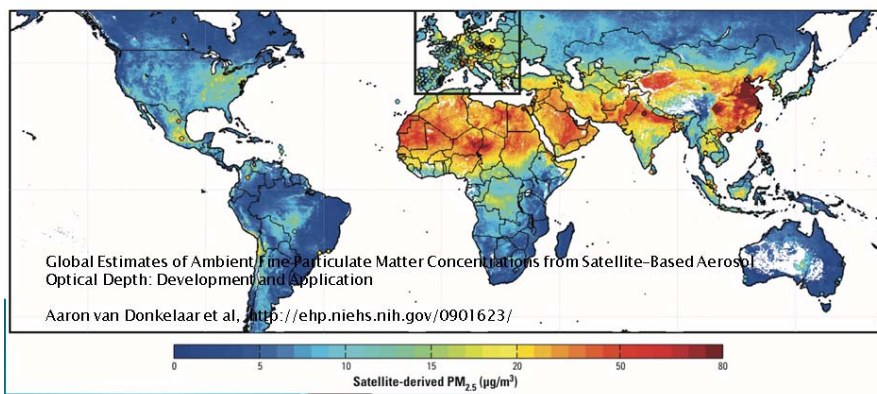 Global Estimates of Ambient Fine Particulate Matter Concentrations from Satellite-Based Aerosol
Optical Depth: Development and Application
Aaron van Donkelaar et al, http://ehp.niehs.nih.gov/0901623/
0 5 10 15 20 50 80
Satellite-derived PM2.5 (µg/m3)